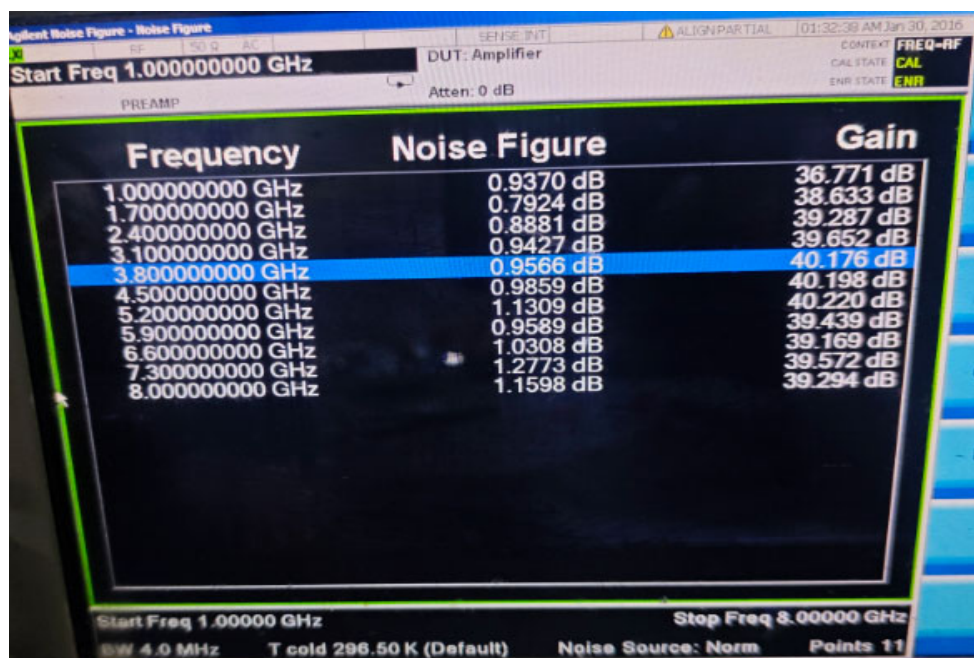 Agilent Noise Figure - Noise Figure
RF 50 Ω AC SENSE:INT ALIGN PARTIAL 01:32:38 AM Jan 30, 2016
Start Freq 1.000000000 GHz DUT: Amplifier CONTEXT FREQ-RF
CAL STATE CAL
PREAMP Atten: 0 dB ENR STATE ENR
Frequency Noise Figure Gain
1.000000000 GHz 0.9370 dB 36.771 dB
1.700000000 GHz 0.7924 dB 38.633 dB
2.400000000 GHz 0.8881 dB 39.287 dB
3.100000000 GHz 0.9427 dB 39.652 dB
3.800000000 GHz 0.9566 dB 40.176 dB
4.500000000 GHz 0.9859 dB 40.198 dB
5.200000000 GHz 1.1309 dB 40.220 dB
5.900000000 GHz 0.9589 dB 39.439 dB
6.600000000 GHz 1.0308 dB 39.169 dB
7.300000000 GHz 1.2773 dB 39.572 dB
8.000000000 GHz 1.1598 dB 39.294 dB
Start Freq 1.00000 GHz Stop Freq 8.00000 GHz
BW 4.0 MHz T cold 296.50 K (Default) Noise Source: Norm Points 11